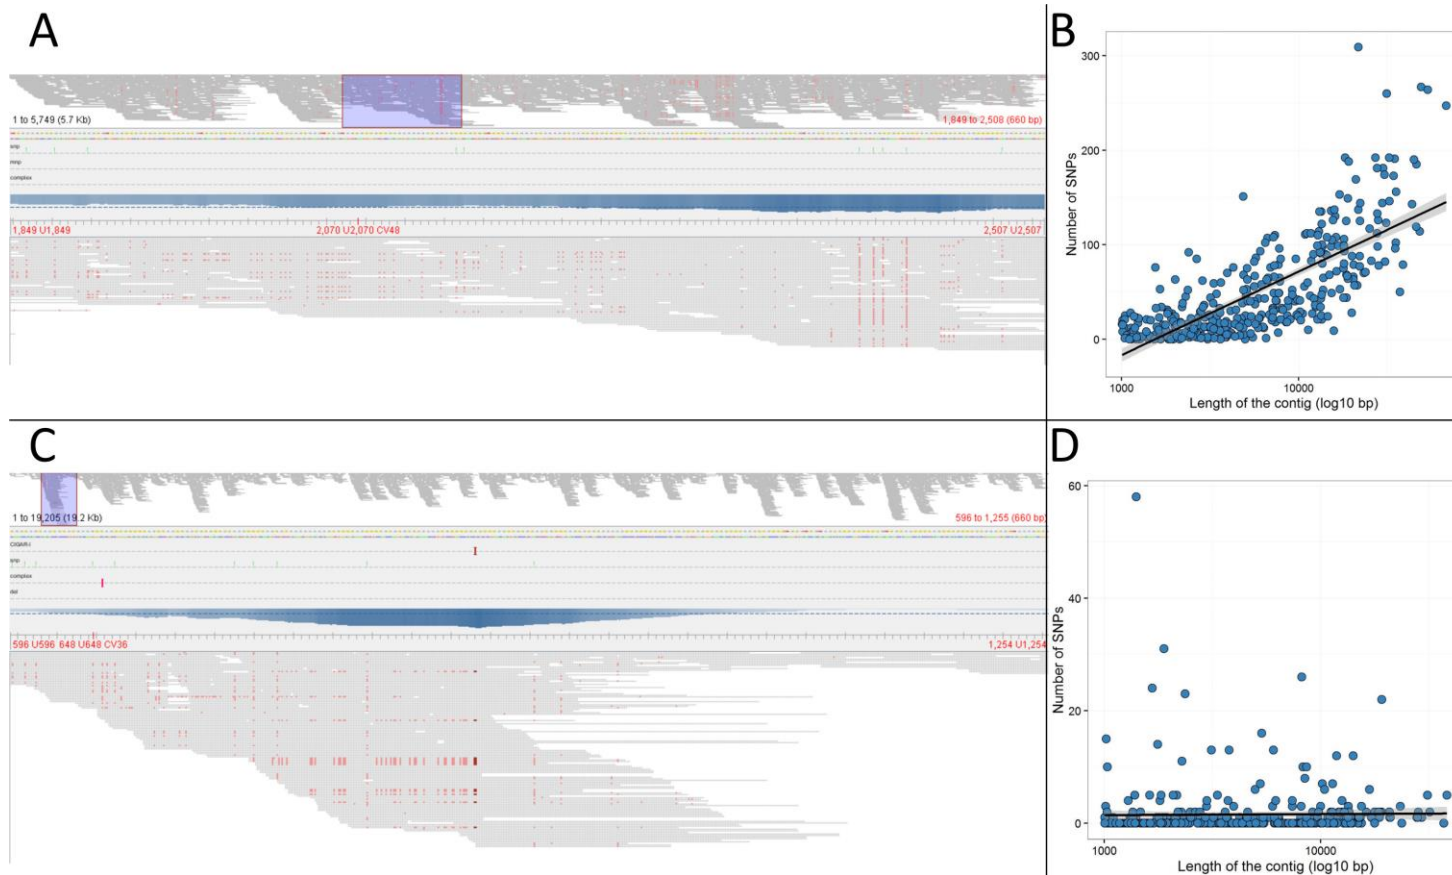 A
1 to 5,749 (5.7 Kb)
1,849 to 2,508 (660 bp)
snp
mnp
complex
1,849 U1,849
2,070 U2,070 CV48
2,507 U2,507
B
300
200
100
0
Number of SNPs
1000
10000
Length of the contig (log10 bp)
C
1 to 19,205 (19.2 Kb)
596 to 1,255 (660 bp)
snp
complex
596 U596 648 U648 CV36
1,254 U1,254
D
60
40
20
0
Number of SNPs
1000
10000
Length of the contig (log10 bp)